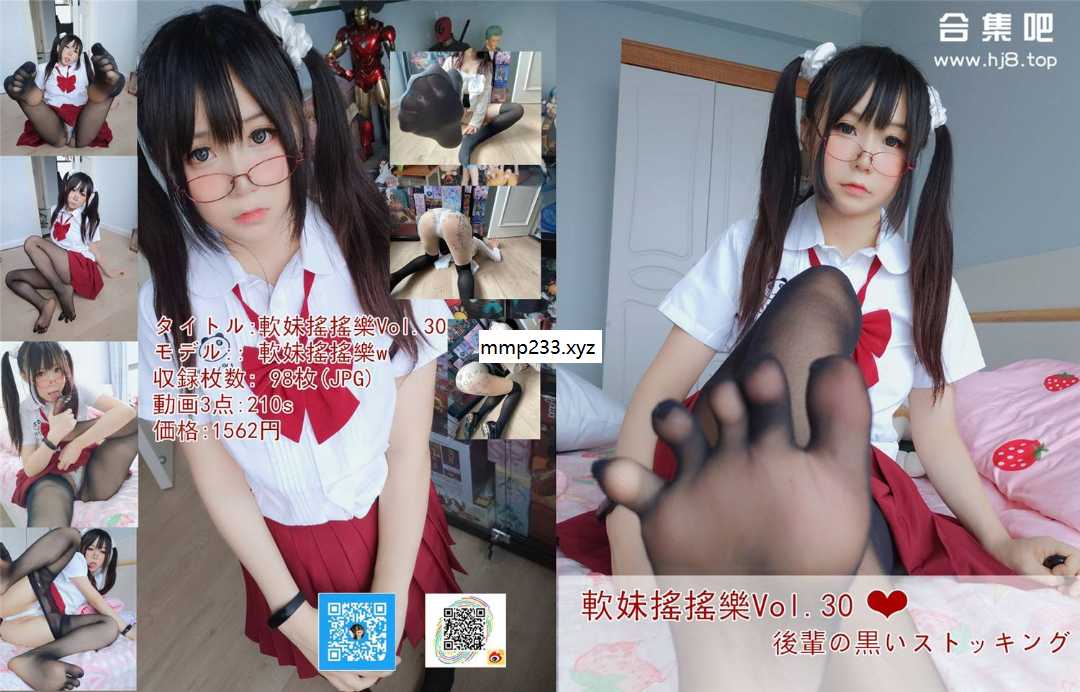 合集吧
www.hj8.top
タイトル:軟妹搖搖樂Vol.30
モデル:: 軟妹搖搖樂w
収録枚数: 98枚(JPG)
動画3点:210s
価格:1562円
mmp233.xyz
軟妹搖搖樂Vol.30 ❤
後輩の黒いストッキング